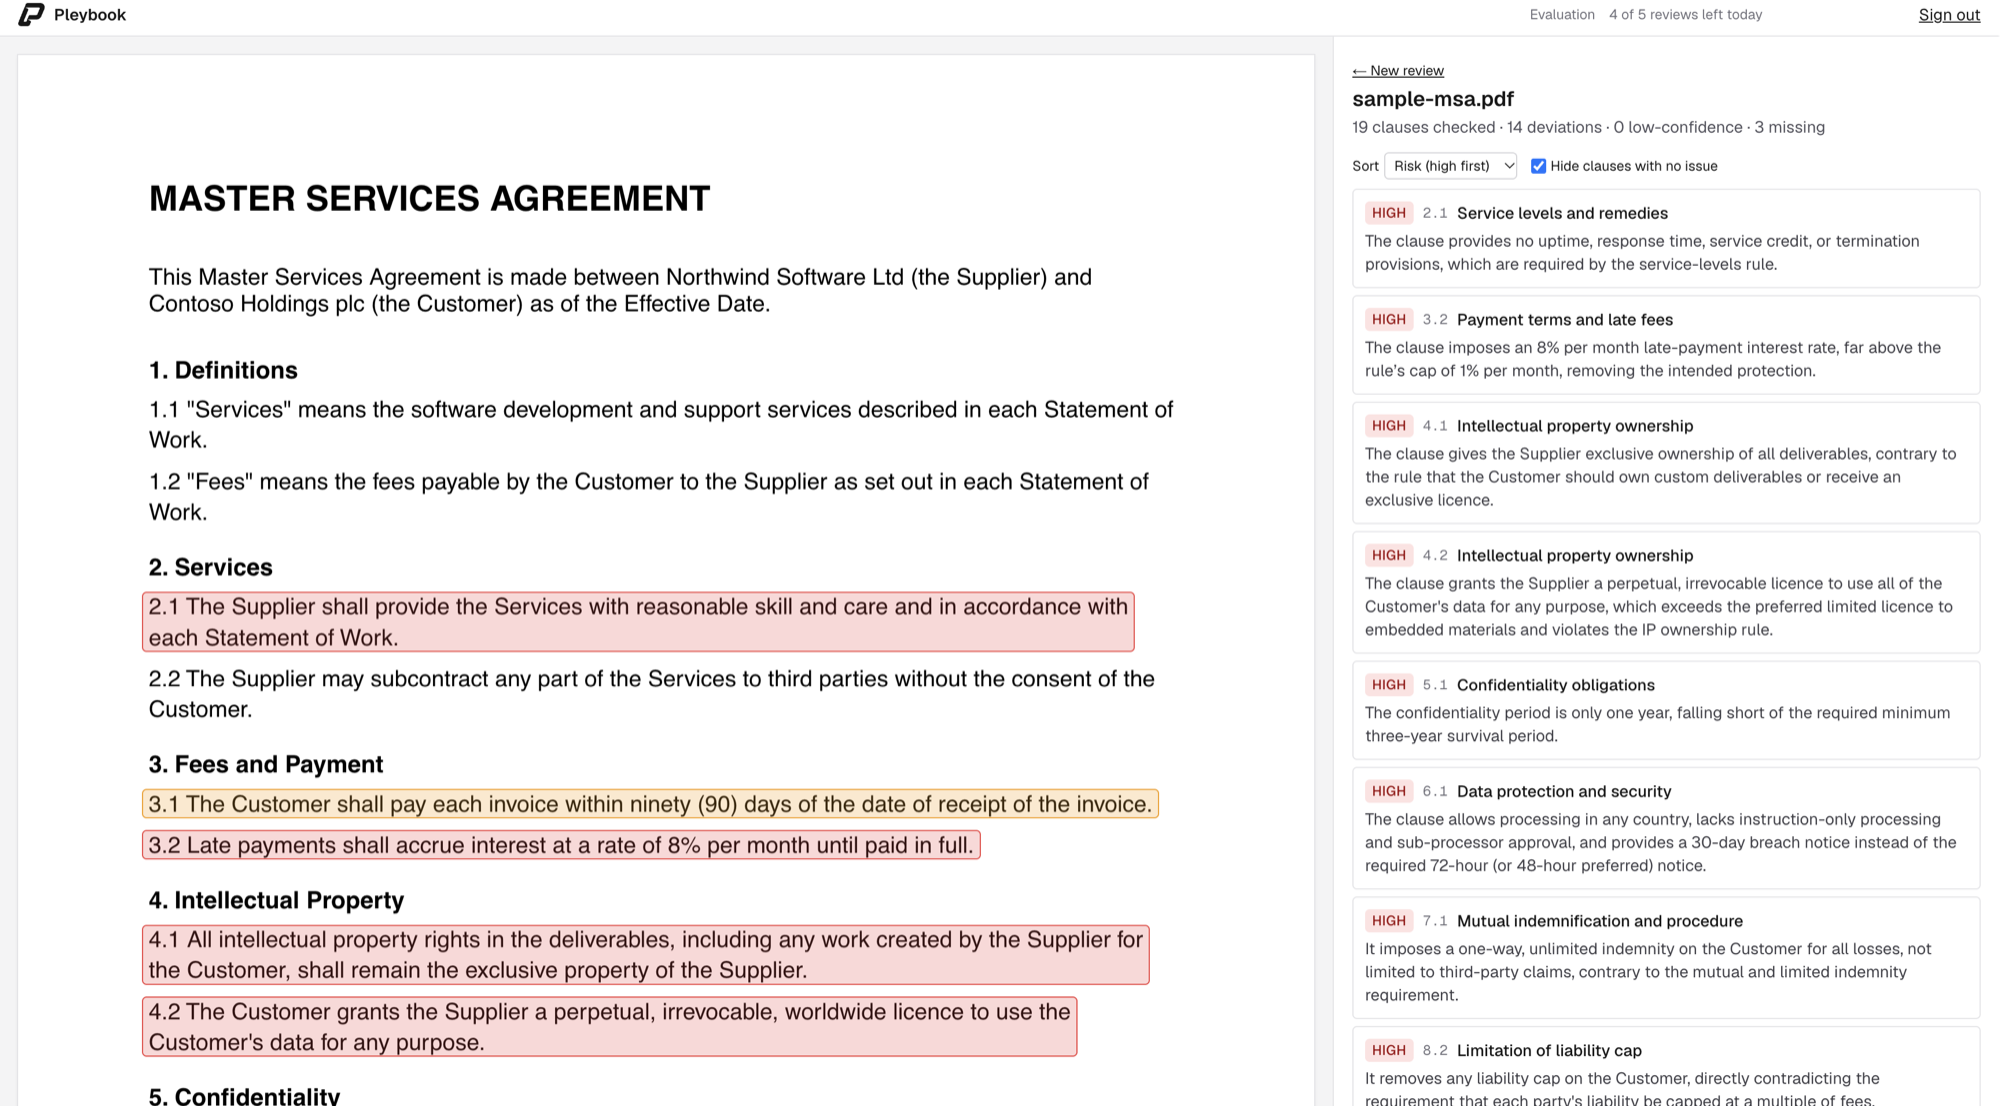 Pleybook
Evaluation 4 of 5 reviews left today
Sign out
MASTER SERVICES AGREEMENT
This Master Services Agreement is made between Northwind Software Ltd (the Supplier) and
Contoso Holdings plc (the Customer) as of the Effective Date.
1. Definitions
1.1 "Services" means the software development and support services described in each Statement of
Work.
1.2 "Fees" means the fees payable by the Customer to the Supplier as set out in each Statement of
Work.
2. Services
2.1 The Supplier shall provide the Services with reasonable skill and care and in accordance with
each Statement of Work.
2.2 The Supplier may subcontract any part of the Services to third parties without the consent of the
Customer.
3. Fees and Payment
3.1 The Customer shall pay each invoice within ninety (90) days of the date of receipt of the invoice.
3.2 Late payments shall accrue interest at a rate of 8% per month until paid in full.
4. Intellectual Property
4.1 All intellectual property rights in the deliverables, including any work created by the Supplier for
the Customer, shall remain the exclusive property of the Supplier.
4.2 The Customer grants the Supplier a perpetual, irrevocable, worldwide licence to use the
Customer's data for any purpose.
5. Confidentiality
← New review
sample-msa.pdf
19 clauses checked · 14 deviations · 0 low-confidence · 3 missing
Sort Risk (high first) Hide clauses with no issue
HIGH 2.1 Service levels and remedies
The clause provides no uptime, response time, service credit, or termination
provisions, which are required by the service-levels rule.
HIGH 3.2 Payment terms and late fees
The clause imposes an 8% per month late-payment interest rate, far above the
rule’s cap of 1% per month, removing the intended protection.
HIGH 4.1 Intellectual property ownership
The clause gives the Supplier exclusive ownership of all deliverables, contrary to
the rule that the Customer should own custom deliverables or receive an
exclusive licence.
HIGH 4.2 Intellectual property ownership
The clause grants the Supplier a perpetual, irrevocable licence to use all of the
Customer's data for any purpose, which exceeds the preferred limited licence to
embedded materials and violates the IP ownership rule.
HIGH 5.1 Confidentiality obligations
The confidentiality period is only one year, falling short of the required minimum
three-year survival period.
HIGH 6.1 Data protection and security
The clause allows processing in any country, lacks instruction-only processing
and sub-processor approval, and provides a 30-day breach notice instead of the
required 72-hour (or 48-hour preferred) notice.
HIGH 7.1 Mutual indemnification and procedure
It imposes a one-way, unlimited indemnity on the Customer for all losses, not
limited to third-party claims, contrary to the mutual and limited indemnity
requirement.
HIGH 8.2 Limitation of liability cap
It removes any liability cap on the Customer, directly contradicting the
requirement that each party's liability be capped at a multiple of fees.